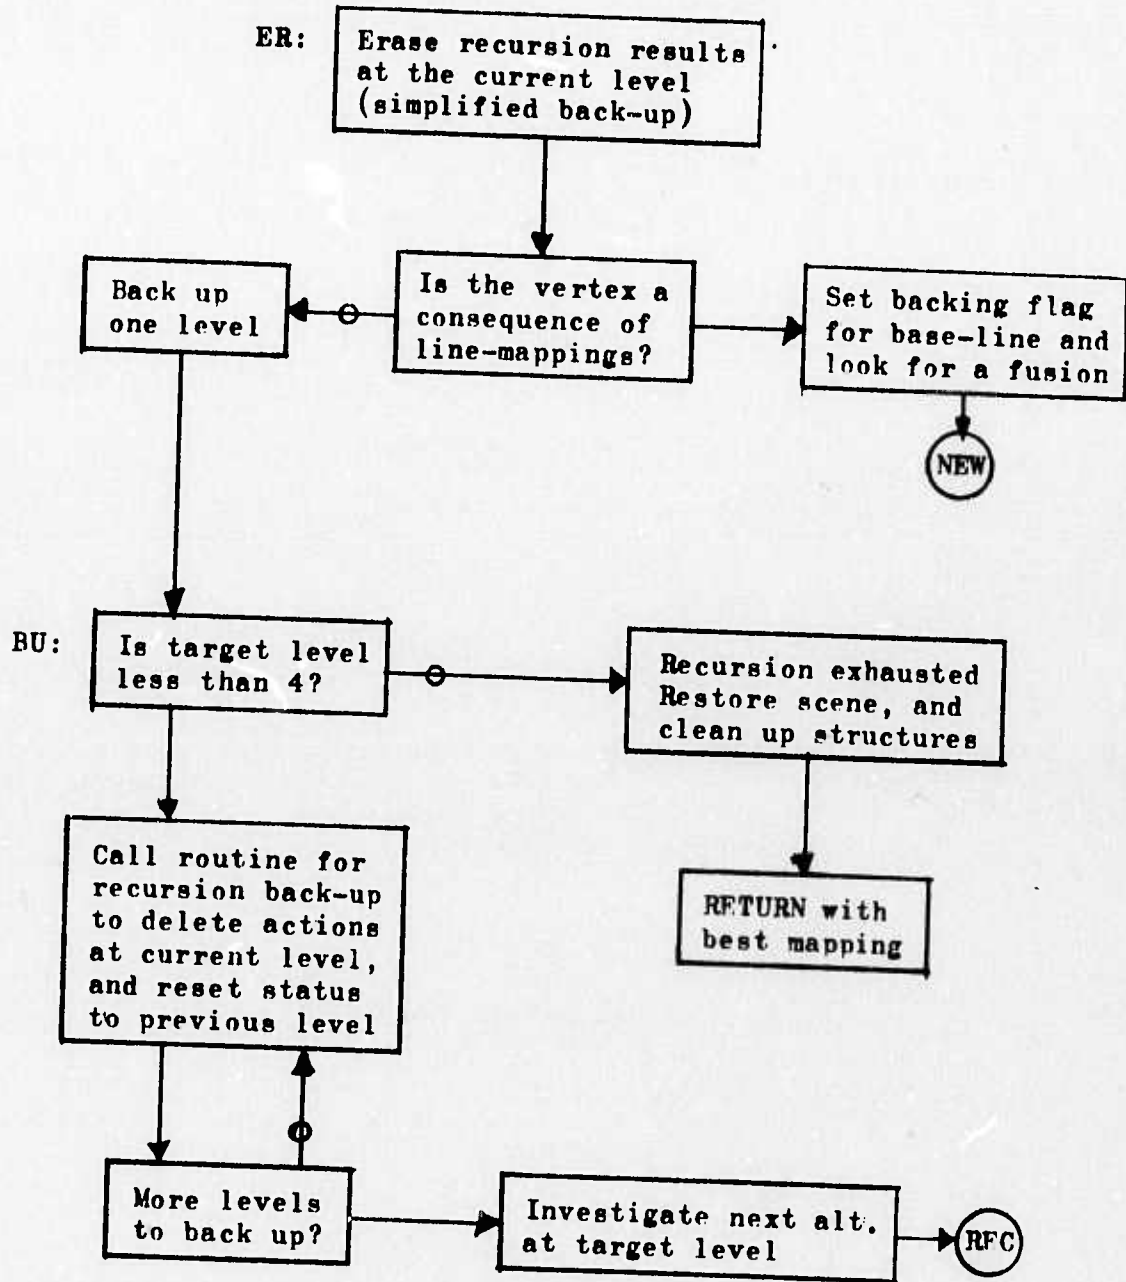 ER:
Erase recursion results
at the current level
(simplified back-up)
Back up
one level
Is the vertex a
consequence of
line-mappings?
Set backing flag
for base-line and
look for a fusion
NEW
BU:
Is target level
less than 4?
Recursion exhausted
Restore scene, and
clean up structures
Call routine for
recursion back-up
to delete actions
at current level,
and reset status
to previous level
RETURN with
best mapping
More levels
to back up?
Investigate next alt.
at target level
REC